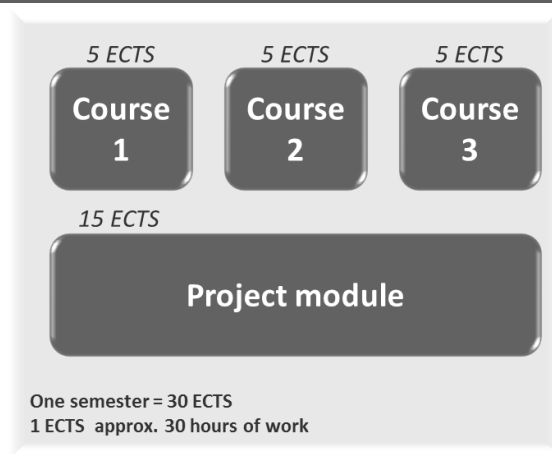 5 ECTS 5 ECTS 5 ECTS
Course Course Course
1 2 3
15 ECTS
Project module
One semester = 30 ECTS
1 ECTS approx. 30 hours of work